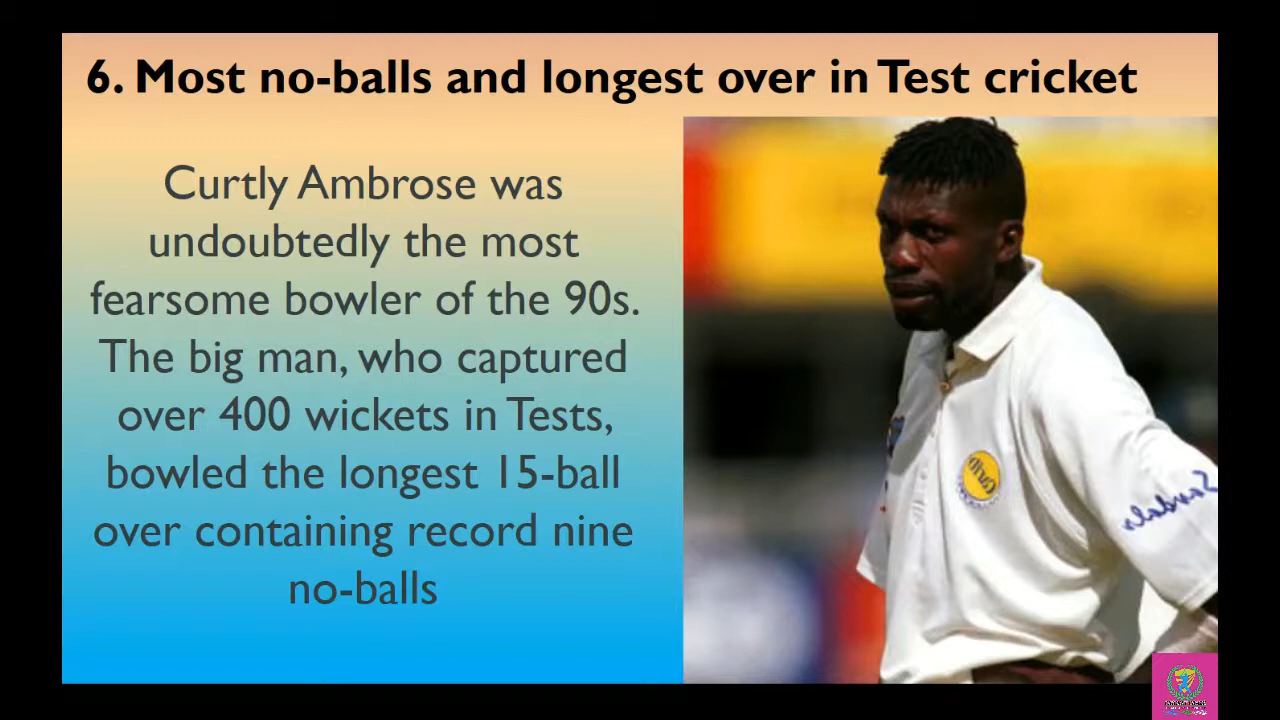 6. Most no-balls and longest over in Test cricket
Curtly Ambrose was
undoubtedly the most
fearsome bowler of the 90s.
The big man, who captured
over 400 wickets in Tests,
bowled the longest 15-ball
over containing record nine
no-balls
Sandals